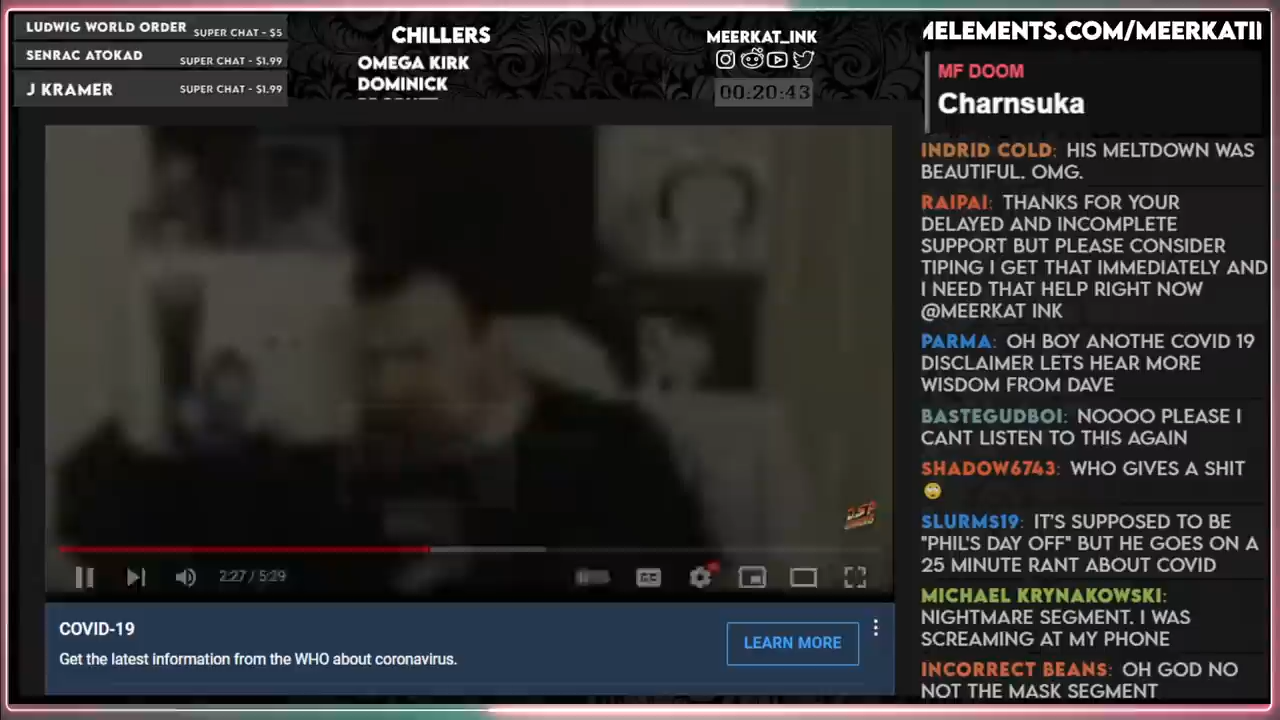 LUDWIG WORLD ORDER SUPER CHAT - $5
SENRAC ATOKAD SUPER CHAT - $1.99
J KRAMER SUPER CHAT - $1.99
CHILLERS
OMEGA KIRK
DOMINICK
MEERKAT_INK
00:20:43
MELEMENTS.COM/MEERKATII
MF DOOM
Charnsuka
INDRID COLD: HIS MELTDOWN WAS
BEAUTIFUL. OMG.
RAIPAI: THANKS FOR YOUR
DELAYED AND INCOMPLETE
SUPPORT BUT PLEASE CONSIDER
TIPING I GET THAT IMMEDIATELY AND
I NEED THAT HELP RIGHT NOW
@MEERKAT INK
PARMA: OH BOY ANOTHE COVID 19
DISCLAIMER LETS HEAR MORE
WISDOM FROM DAVE
BASTEGUDBOI: NOOOO PLEASE I
CANT LISTEN TO THIS AGAIN
SHADOW6743: WHO GIVES A SHIT
SLURMS19: IT'S SUPPOSED TO BE
"PHIL'S DAY OFF" BUT HE GOES ON A
25 MINUTE RANT ABOUT COVID
MICHAEL KRYNAKOWSKI:
NIGHTMARE SEGMENT. I WAS
SCREAMING AT MY PHONE
INCORRECT BEANS: OH GOD NO
NOT THE MASK SEGMENT
2:27 / 5:29
COVID-19
Get the latest information from the WHO about coronavirus.
LEARN MORE